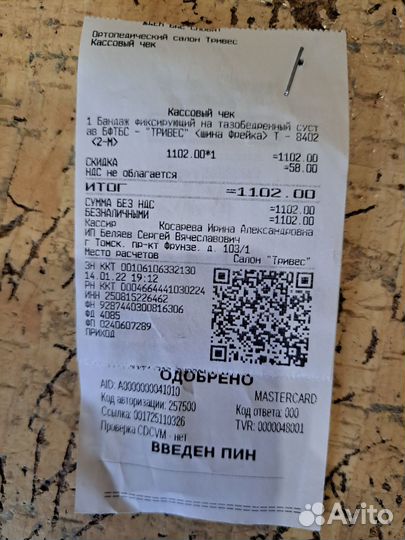 Ортопедический салон Тривес
Кассовый чек
Кассовый чек
1 Бандаж фиксирующий на тазобедренный суст
ав БФТБС - "ТРИВЕС" (шина Фрейка) Т - 8402
<2-М>
1102.00*1 =1102.00
СКИДКА =58.00
НДС не облагается
ИТОГ =1102.00
СУММА БЕЗ НДС =1102.00
БЕЗНАЛИЧНЫМИ =1102.00
Кассир Косарева Ирина Александровна
ИП Беляев Сергей Вячеславович
г Томск, пр-кт Фрунзе, д. 103/1
Место расчетов Салон "Тривес"
ЗН ККТ 00106106332130
14.01.22 19:12
РН ККТ 0004664441030224
ИНН 250815226462
ФН 9287440300816306
ФД 4085
ФП 0240607289
ПРИХОД
ОДОБРЕНО
AID: A0000000041010 MASTERCARD
Код авторизации: 257500 Код ответа: 000
Ссылка: 001725110326 TVR: 0000048001
Проверка CDCVM - нет
ВВЕДЕН ПИН
Avito